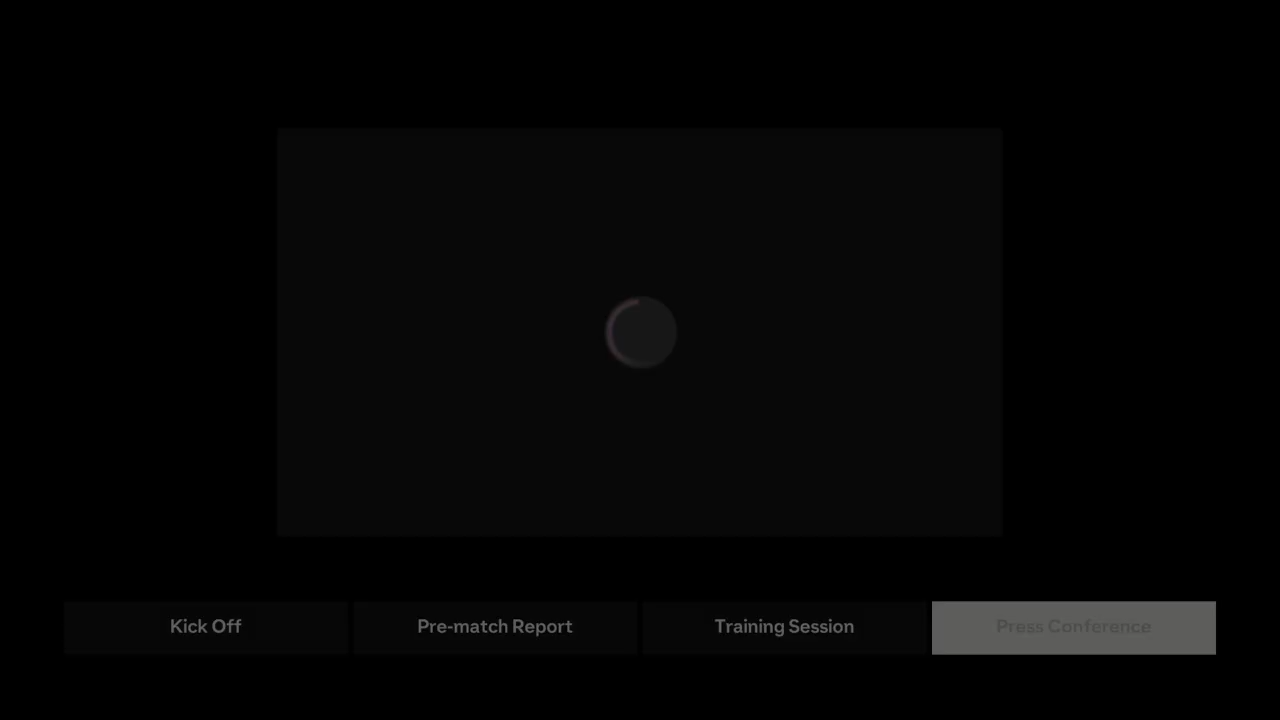 Kick Off
Pre-match Report
Training Session
Press Conference